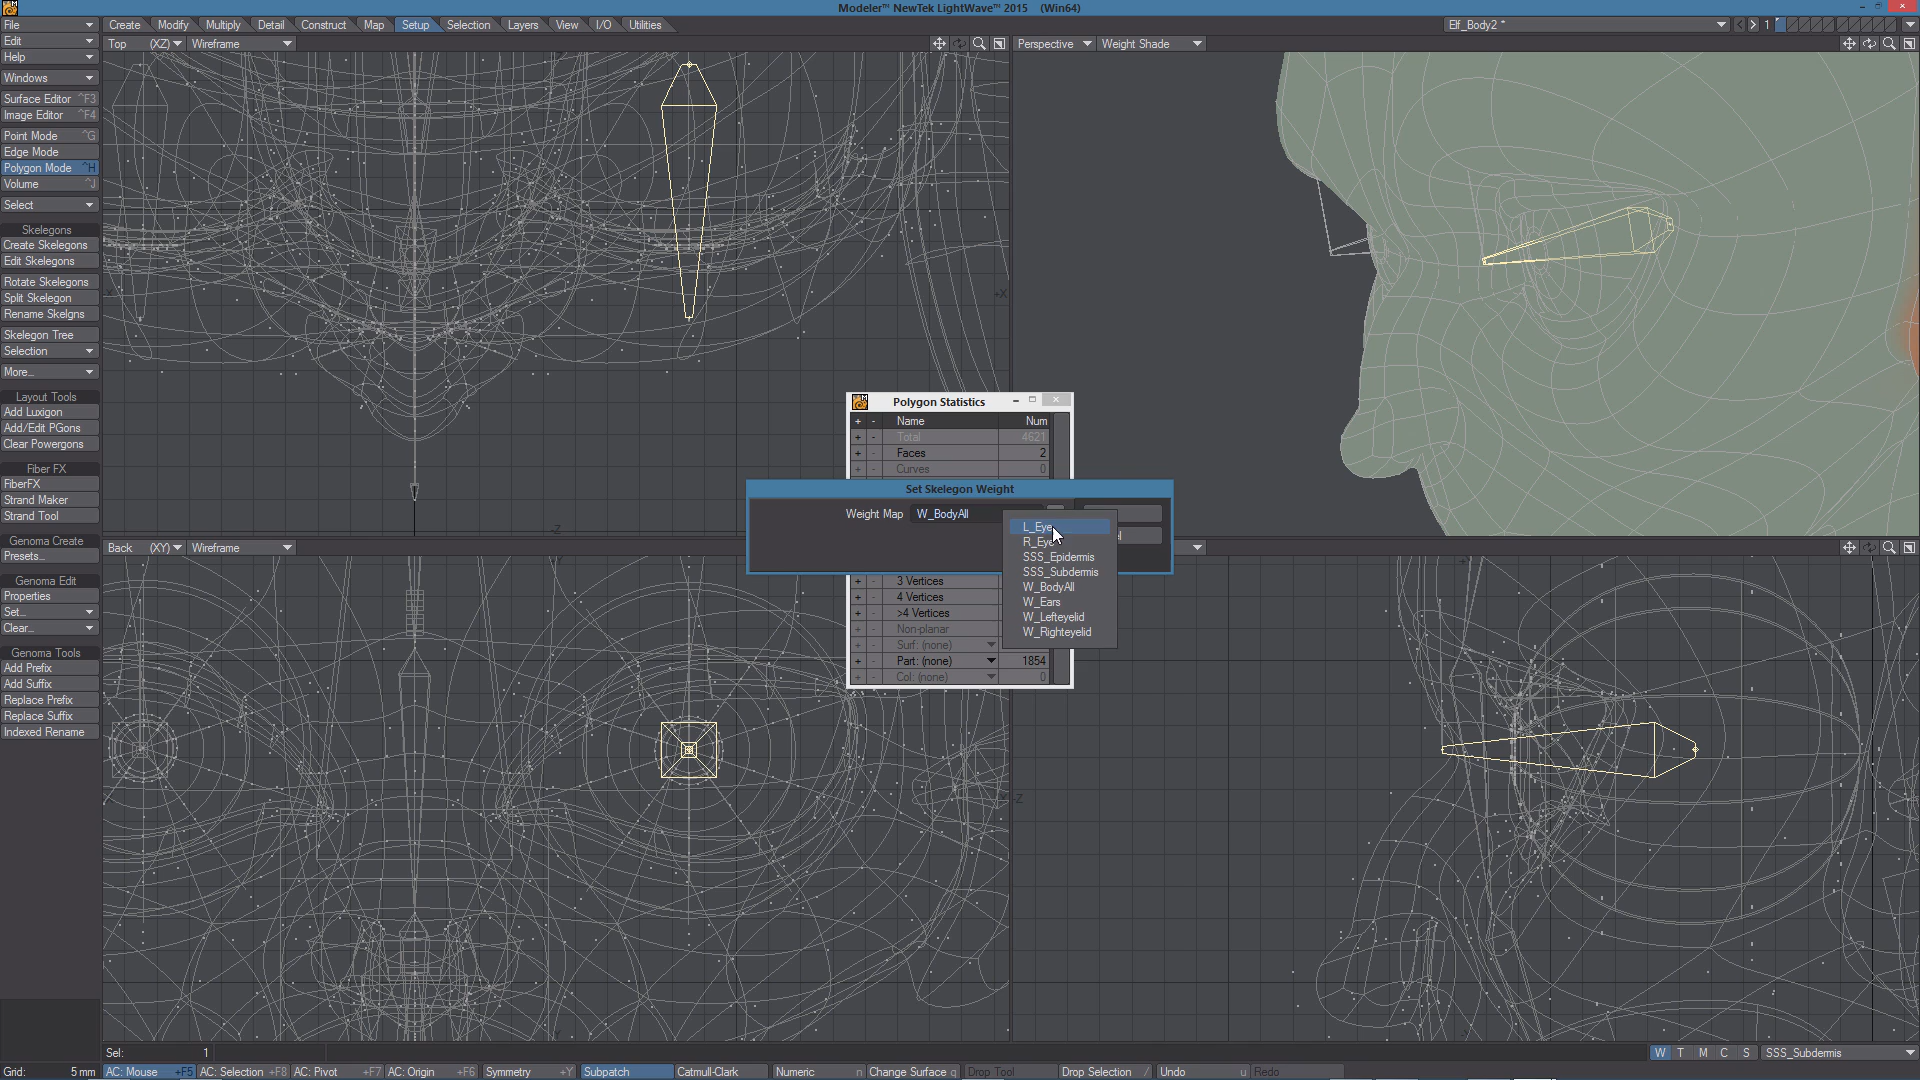 Modeler™ NewTek LightWave™ 2015 (Win64)
File Create Modify Multiply Detail Construct Map Setup Selection Layers View I/O Utilities Elf_Body2 * < > 1
Edit
Help
Top (XZ) Wireframe
Perspective Weight Shade
Windows
Surface Editor ^F3
Image Editor ^F4
Point Mode ^G
Edge Mode
Polygon Mode ^H
Volume ^J
Select
Skelegons
Create Skelegons
Edit Skelegons
Rotate Skelegons
Split Skelegon
Rename Skelgns
Skelegon Tree
Selection
More...
Layout Tools
Add Luxigon
Add/Edit PGons
Clear Powergons
Fiber FX
FiberFX
Strand Maker
Strand Tool
Genoma Create
Presets...
Genoma Edit
Properties
Set...
Clear...
Genoma Tools
Add Prefix
Add Suffix
Replace Prefix
Replace Suffix
Indexed Rename
+X
-Z
Back (XY) Wireframe
Polygon Statistics
+ - Name Num
+ - Total 4621
+ - Faces 2
+ - Curves 0
Set Skelegon Weight
Weight Map W_BodyAll
L_Eye
R_Eye
SSS_Epidermis
SSS_Subdermis
W_BodyAll
W_Ears
W_Lefteyelid
W_Righteyelid
+ - 3 Vertices
+ - 4 Vertices
+ - >4 Vertices
+ - Non-planar
+ - Surf: (none)
+ - Part: (none) 1854
+ - Col: (none) 0
-Z
Sel: 1
W T M C S SSS_Subdermis
Grid: 5 mm AC: Mouse +F5 AC: Selection +F8 AC: Pivot +F7 AC: Origin +F6 Symmetry +Y Subpatch Catmull-Clark Numeric n Change Surface q Drop Tool Drop Selection / Undo u Redo